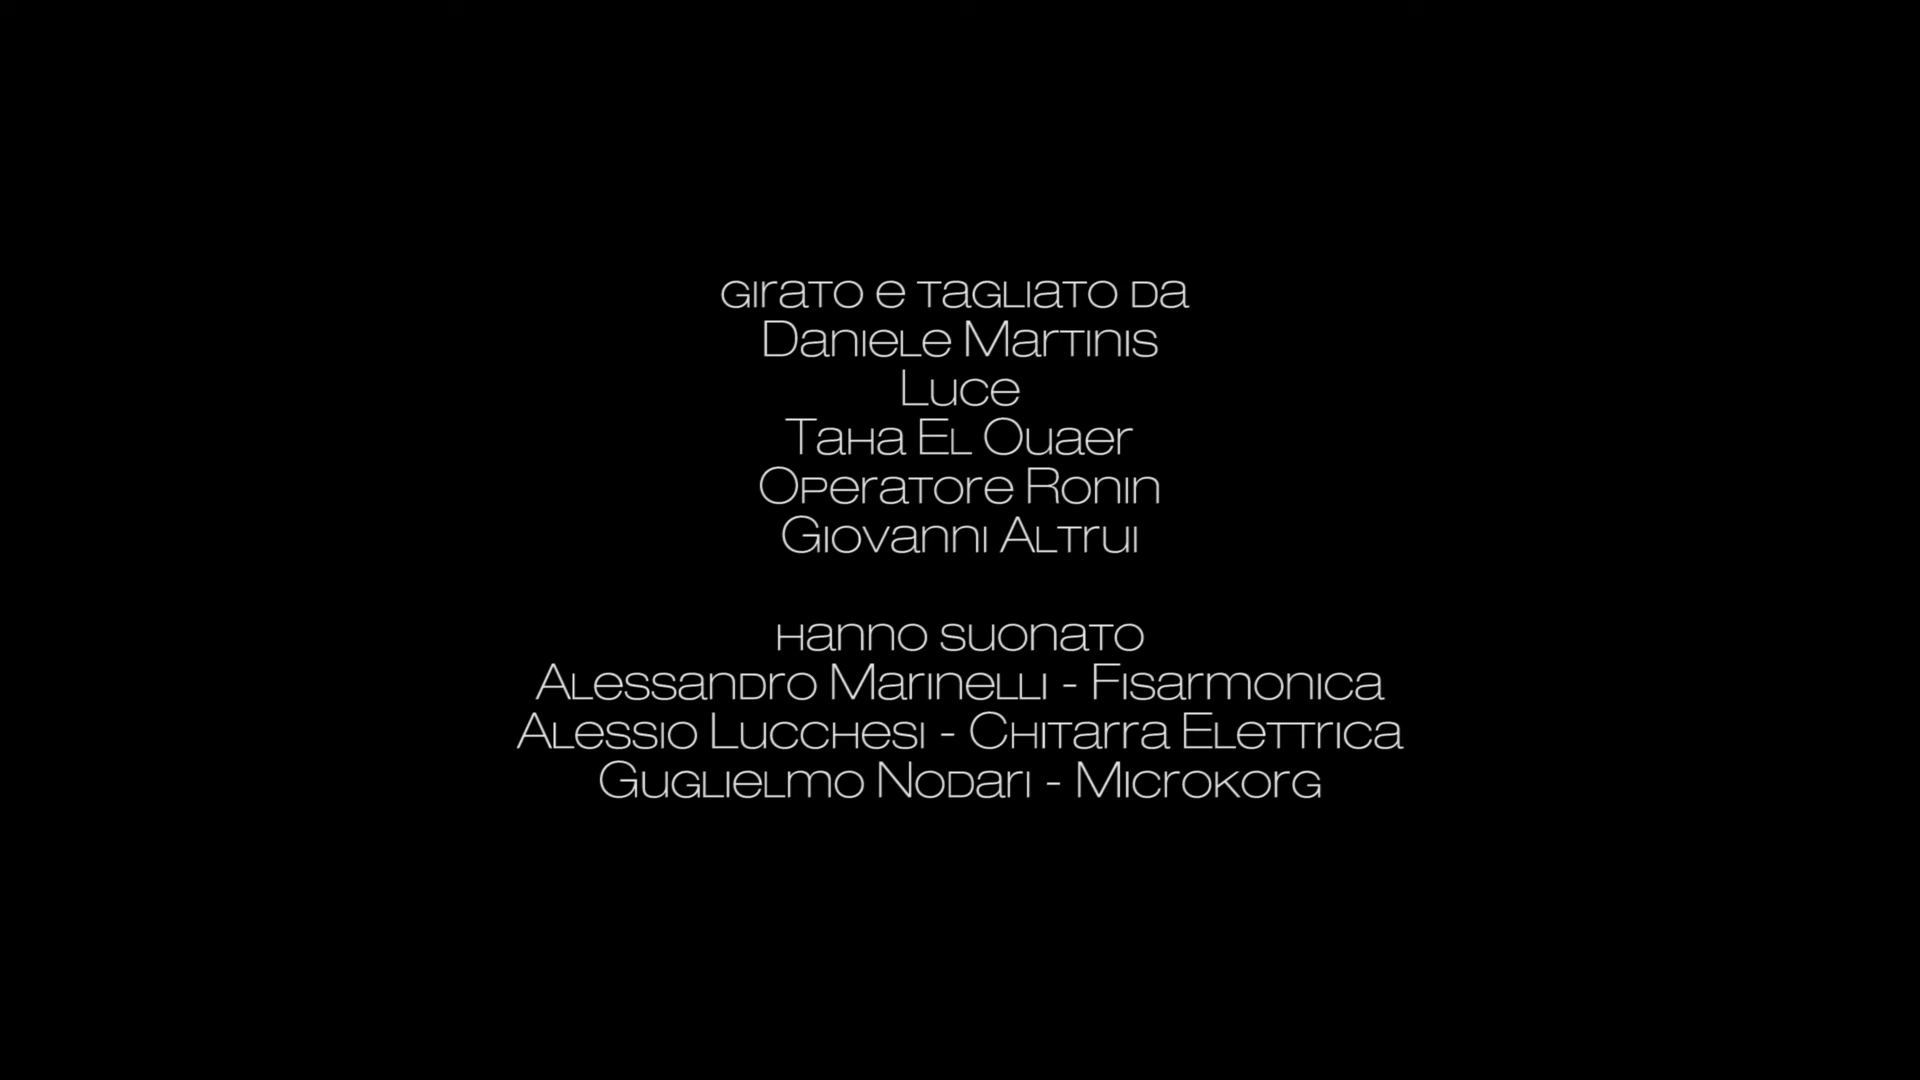 girato e tagliato da
Daniele Martinis
Luce
Taha El Ouaer
Operatore Ronin
Giovanni Altrui
hanno suonato
Alessandro Marinelli - Fisarmonica
Alessio Lucchesi - Chitarra Elettrica
Guglielmo Nodari - Microkorg